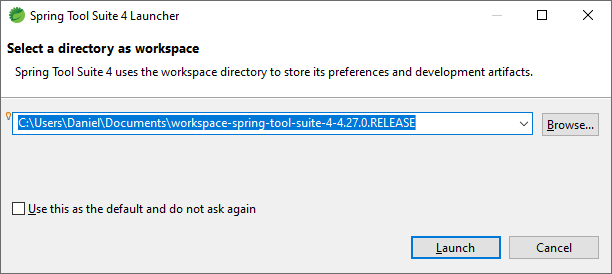 Spring Tool Suite 4 Launcher
Select a directory as workspace
Spring Tool Suite 4 uses the workspace directory to store its preferences and development artifacts.
C:\Users\Daniel\Documents\workspace-spring-tool-suite-4-4.27.0.RELEASE
Browse...
Use this as the default and do not ask again
Launch
Cancel